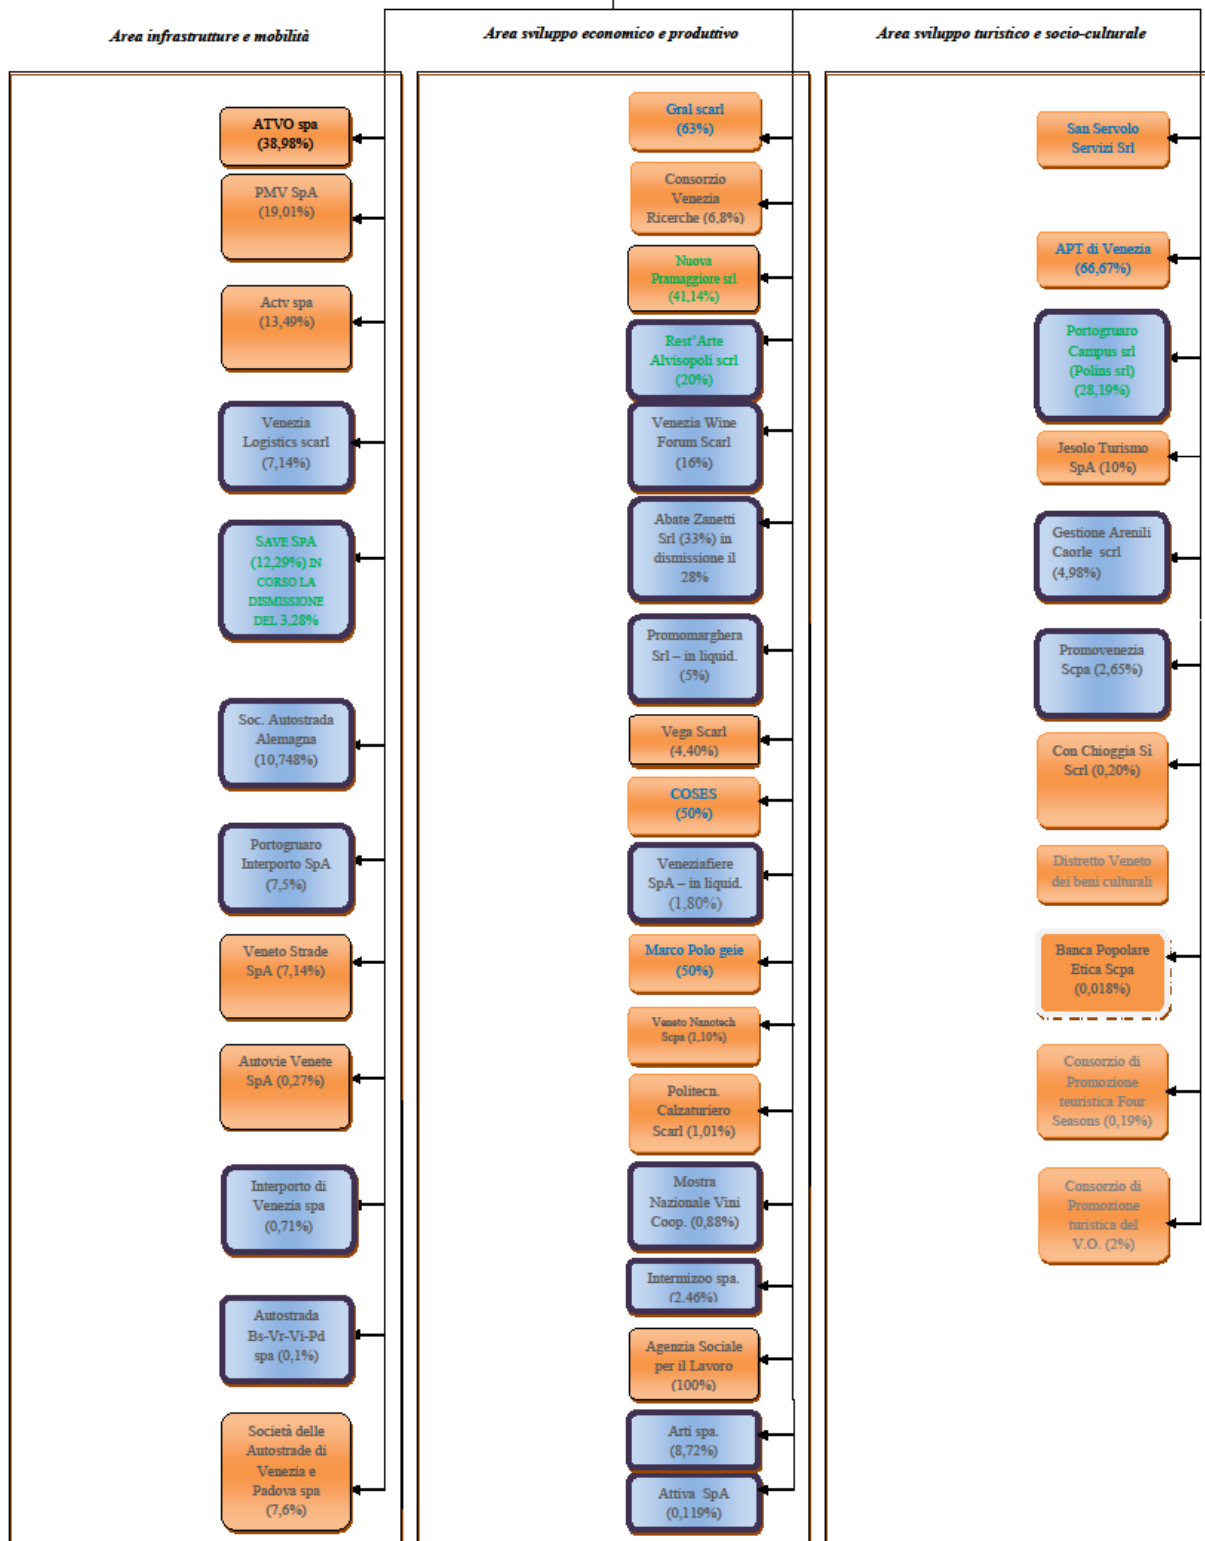 Area infrastrutture e mobilità
ATVO spa
(38,98%)
PMV SpA
(19,01%)
Actv spa
(13,49%)
Venezia
Logistics scarl
(7,14%)
SAVE SPA
(12,29%) IN
CORSO LA
DISMISSIONE
DEL 3,28%
Soc. Autostrada
Alemagna
(10,748%)
Portogruaro
Interporto SpA
(7,5%)
Veneto Strade
SpA (7,14%)
Autovie Venete
SpA (0,27%)
Interporto di
Venezia spa
(0,71%)
Autostrada
Bs-Vr-Vi-Pd
spa (0,1%)
Società delle
Autostrade di
Venezia e
Padova spa
(7,6%)
Area sviluppo economico e produttivo
Gral scarl
(63%)
Consorzio
Venezia
Ricerche (6,8%)
Nuova
Pramaggiore srl
(41,14%)
Rest'Arte
Alvisopoli scrl
(20%)
Venezia Wine
Forum Scarl
(16%)
Abate Zanetti
Srl (33%) in
dismissione il
28%
Promomarghera
Srl – in liquid.
(5%)
Vega Scarl
(4,40%)
COSES
(50%)
Veneziafiere
SpA – in liquid.
(1,80%)
Marco Polo geie
(50%)
Veneto Nanotech
Scpa (1,10%)
Politecn.
Calzaturiero
Scarl (1,01%)
Mostra
Nazionale Vini
Coop. (0,88%)
Intermizoo spa.
(2,46%)
Agenzia Sociale
per il Lavoro
(100%)
Arti spa.
(8,72%)
Attiva SpA
(0,119%)
Area sviluppo turistico e socio-culturale
San Servolo
Servizi Srl
APT di Venezia
(66,67%)
Portogruaro
Campus srl
(Polins srl)
(28,19%)
Jesolo Turismo
SpA (10%)
Gestione Arenili
Caorle scrl
(4,98%)
Promovenezia
Scpa (2,65%)
Con Chioggia Sì
Scrl (0,20%)
Distretto Veneto
dei beni culturali
Banca Popolare
Etica Scpa
(0,018%)
Consorzio di
Promozione
teuristica Four
Seasons (0,19%)
Consorzio di
Promozione
turistica del
V.O. (2%)